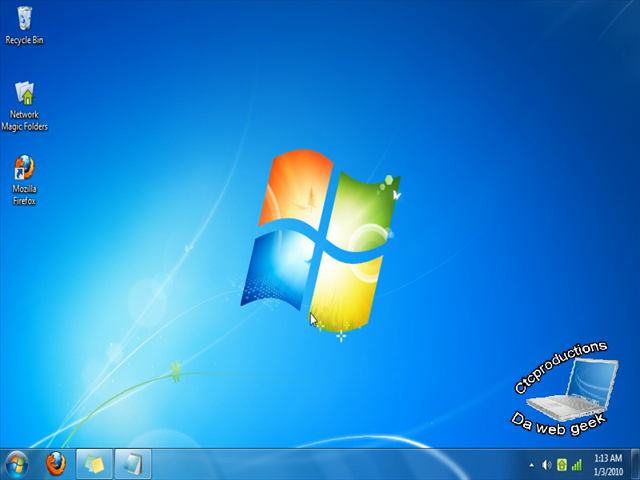 Recycle Bin
Network
Magic Folders
Mozilla
Firefox
Ctcproductions
Da web geek
1:13 AM
1/3/2010